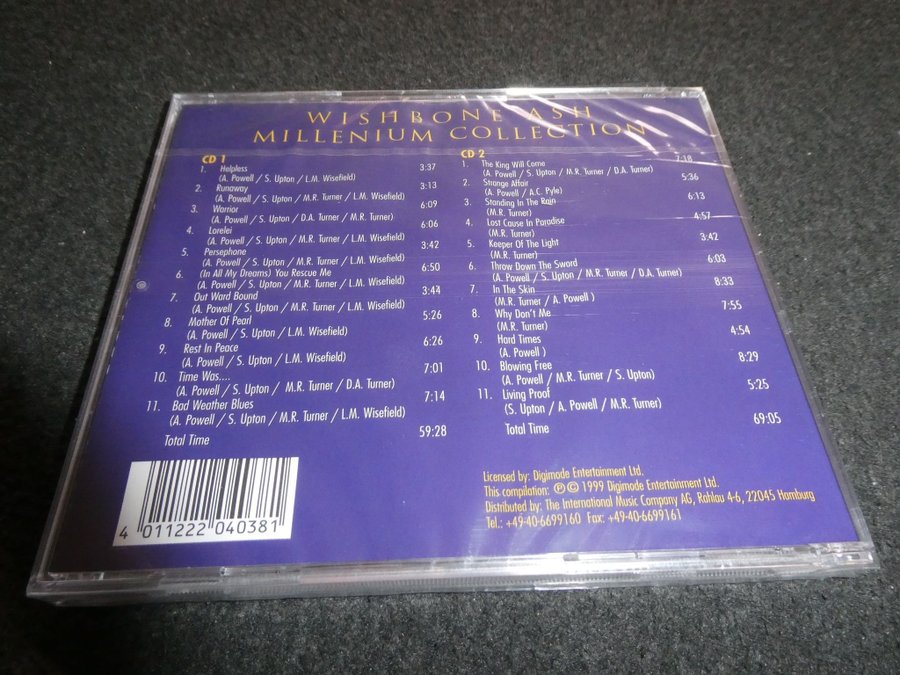 WISHBONE ASH
MILLENIUM COLLECTION
CD 1
1. Helpless 3:37
(A. Powell / S. Upton / L.M. Wisefield)
2. Runaway 3:13
(A. Powell / S. Upton / M.R. Turner / L.M. Wisefield)
3. Warrior 6:09
(A. Powell / S. Upton / D.A. Turner / M.R. Turner)
4. Lorelei 6:06
(A. Powell / S. Upton / M.R. Turner / L.M. Wisefield)
5. Persephone 3:42
(A. Powell / S. Upton / M.R. Turner / L.M. Wisefield)
6. (In All My Dreams) You Rescue Me 6:50
(A. Powell / S. Upton / M.R. Turner / L.M. Wisefield)
7. Out Ward Bound 3:44
(A. Powell / S. Upton / M.R. Turner / L.M. Wisefield)
8. Mother Of Pearl 5:26
(A. Powell / S. Upton / L.M. Wisefield)
9. Rest In Peace 6:26
(A. Powell / S. Upton / L.M. Wisefield)
10. Time Was.... 7:01
(A. Powell / S. Upton / M.R. Turner / D.A. Turner)
11. Bad Weather Blues 7:14
(A. Powell / S. Upton / M.R. Turner / L.M. Wisefield)
Total Time 59:28
CD 2
1. The King Will Come 7:18
(A. Powell / S. Upton / M.R. Turner / D.A. Turner)
2. Strange Affair 5:36
(A. Powell / A.C. Pyle)
3. Standing In The Rain 6:13
(M.R. Turner)
4. Lost Cause In Paradise 4:57
(M.R. Turner)
5. Keeper Of The Light 3:42
(M.R. Turner)
6. Throw Down The Sword 6:03
(A. Powell / S. Upton / M.R. Turner / D.A. Turner)
7. In The Skin 8:33
(M.R. Turner / A. Powell )
8. Why Don't Me 7:55
(M.R. Turner)
9. Hard Times 4:54
(A. Powell )
10. Blowing Free 8:29
(A. Powell / M.R. Turner / S. Upton)
11. Living Proof 5:25
(S. Upton / A. Powell / M.R. Turner)
Total Time 69:05
4 011222 040381
Licensed by: Digimode Entertainment Ltd.
This compilation: ℗ © 1999 Digimode Entertainment Ltd.
Distributed by: The International Music Company AG, Rahlau 4-6, 22045 Hamburg
Tel.: +49-40-6699160 Fax: +49-40-6699161